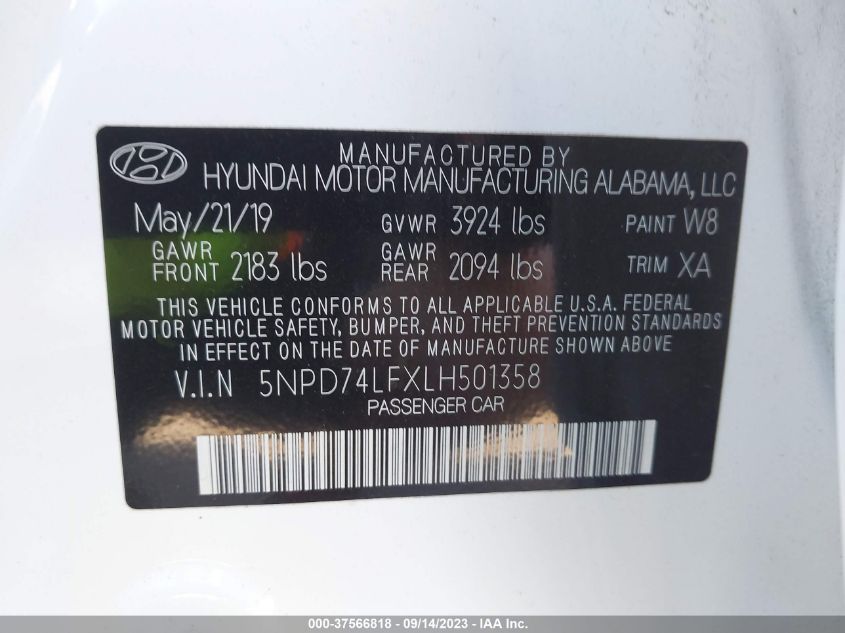 MANUFACTURED BY
HYUNDAI MOTOR MANUFACTURING ALABAMA, LLC
May/21/19 GVWR 3924 lbs PAINT W8
GAWR FRONT 2183 lbs GAWR REAR 2094 lbs TRIM XA
THIS VEHICLE CONFORMS TO ALL APPLICABLE U.S.A. FEDERAL
MOTOR VEHICLE SAFETY, BUMPER, AND THEFT PREVENTION STANDARDS
IN EFFECT ON THE DATE OF MANUFACTURE SHOWN ABOVE
V.I.N 5NPD74LFXLH501358
PASSENGER CAR
000-37566818 - 09/14/2023 - IAA Inc.